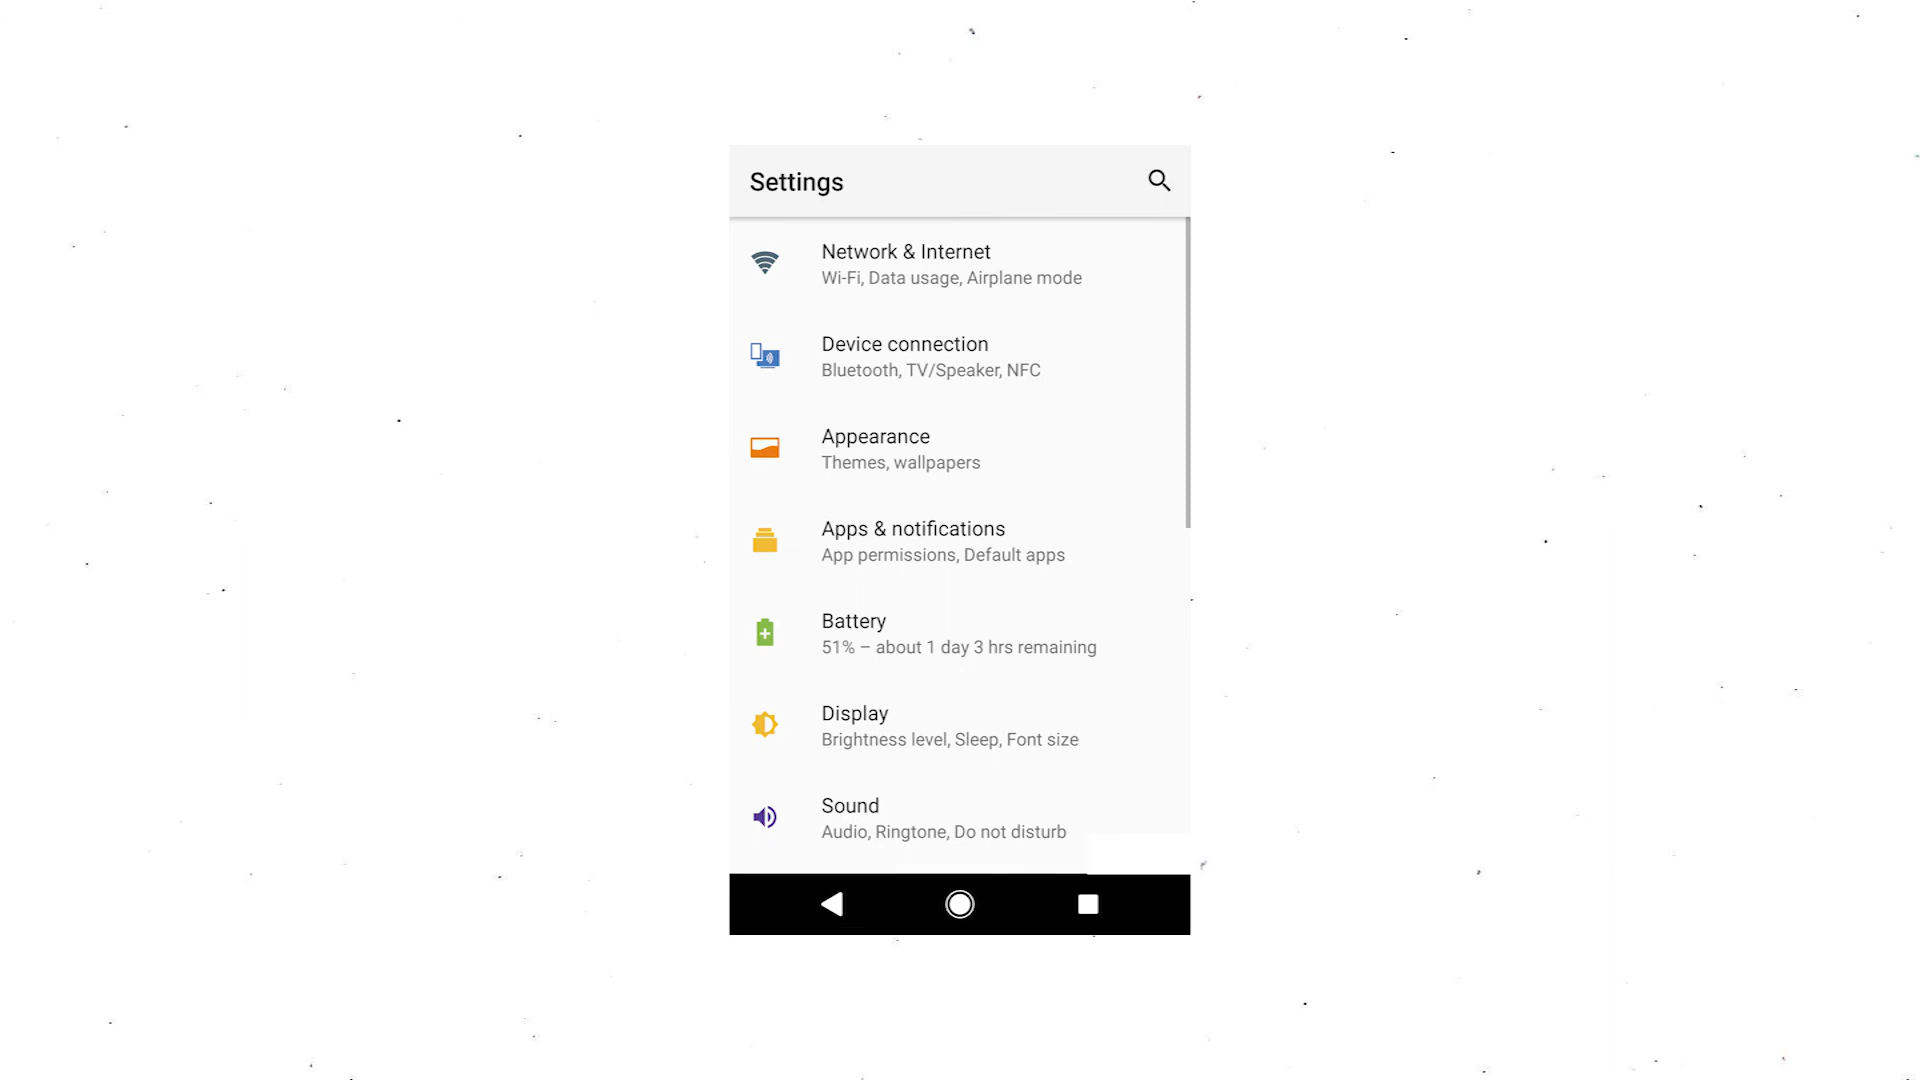 Settings
Network & Internet
Wi-Fi, Data usage, Airplane mode
Device connection
Bluetooth, TV/Speaker, NFC
Appearance
Themes, wallpapers
Apps & notifications
App permissions, Default apps
Battery
51% – about 1 day 3 hrs remaining
Display
Brightness level, Sleep, Font size
Sound
Audio, Ringtone, Do not disturb